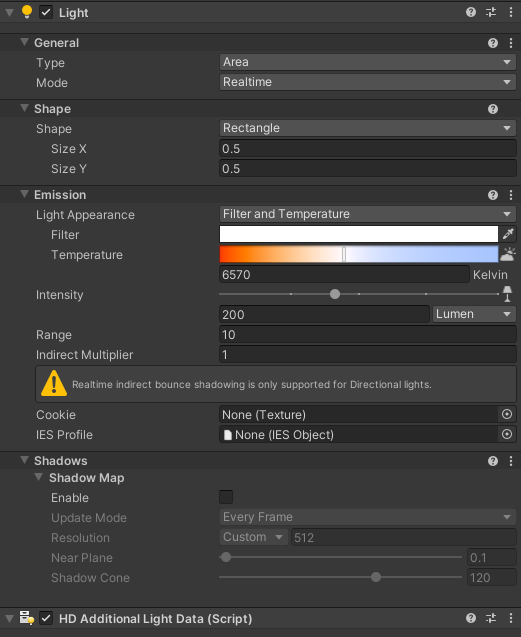 Light
General
Type Area
Mode Realtime
Shape
Shape Rectangle
Size X 0.5
Size Y 0.5
Emission
Light Appearance Filter and Temperature
Filter
Temperature
6570 Kelvin
Intensity
200 Lumen
Range 10
Indirect Multiplier 1
Realtime indirect bounce shadowing is only supported for Directional lights.
Cookie None (Texture)
IES Profile None (IES Object)
Shadows
Shadow Map
Enable
Update Mode Every Frame
Resolution Custom 512
Near Plane 0.1
Shadow Cone 120
HD Additional Light Data (Script)